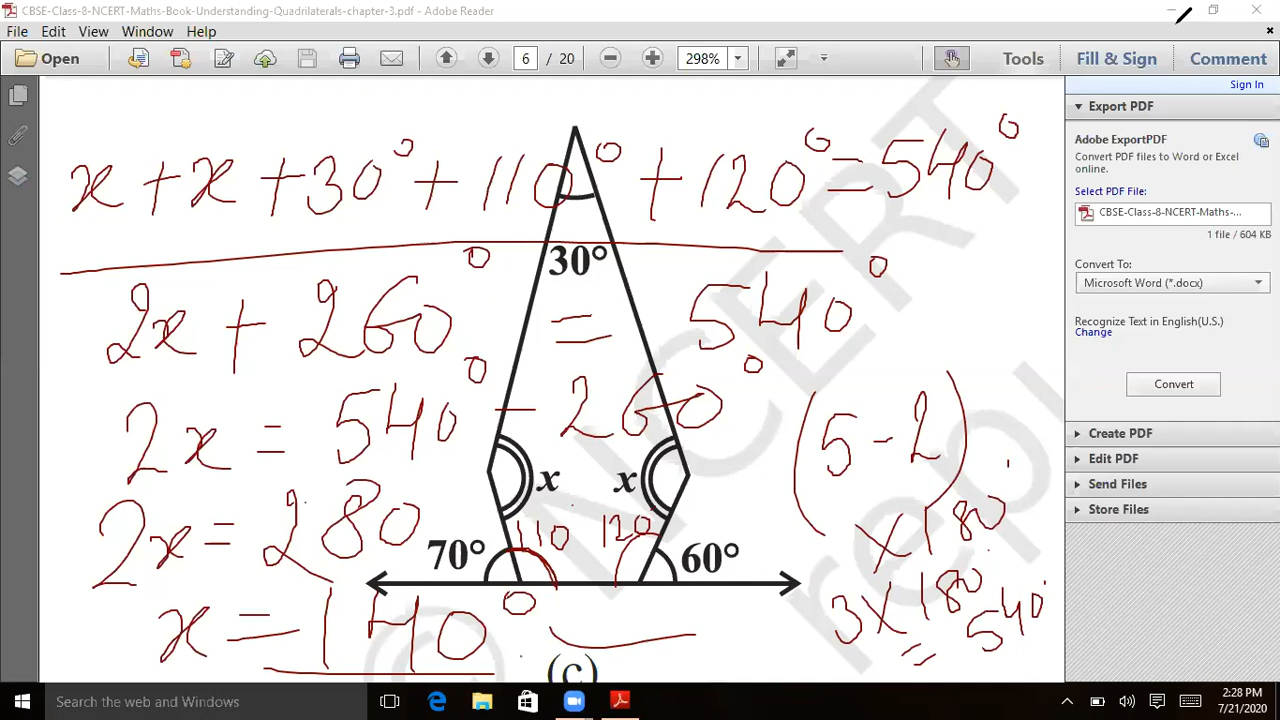 CBSE-Class-8-NCERT-Maths-Book-Understanding-Quadrilaterals-chapter-3.pdf - Adobe Reader
File Edit View Window Help
Open 6 / 20 298% Tools Fill & Sign Comment
Sign In
Export PDF
Adobe ExportPDF
Convert PDF files to Word or Excel online.
Select PDF File:
CBSE-Class-8-NCERT-Maths-...
1 file / 604 KB
Convert To:
Microsoft Word (*.docx)
Recognize Text in English(U.S.)
Change
Convert
Create PDF
Edit PDF
Send Files
Store Files
x + x + 30° + 110° + 120° = 540°
30°
2x + 260° = 540°
2x = 540° - 260°
(5 - 2)
x x
2x = 280
110 120
× 180
70° 60°
3 × 180
x = 140°
= 540°
(c)
© NCERT
republ
Search the web and Windows
2:28 PM
7/21/2020